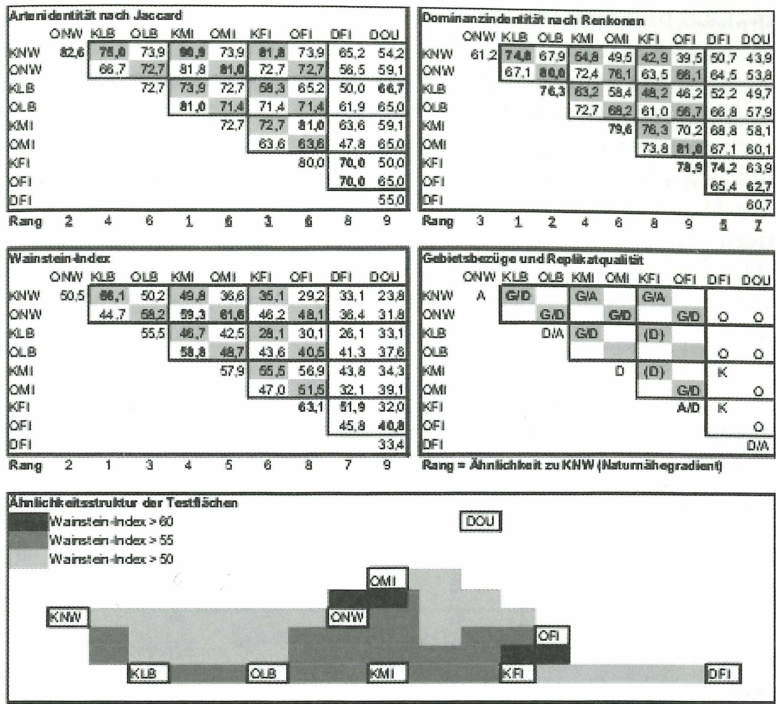 Artenidentität nach Jaccard
ONW KLB OLB KMI OMI KFI OFI DFI DOU
KNW 82,6 75,0 73,9 90,9 73,9 81,8 73,9 65,2 54,2
ONW 66,7 72,7 81,8 81,0 72,7 72,7 56,5 59,1
KLB 72,7 73,9 72,7 58,3 65,2 50,0 66,7
OLB 81,0 71,4 71,4 71,4 61,9 65,0
KMI 72,7 72,7 81,0 63,6 59,1
OMI 63,6 63,6 47,8 65,0
KFI 80,0 70,0 50,0
OFI 70,0 65,0
DFI 55,0
Rang 2 4 6 1 6 3 6 8 9
Dominanzindentität nach Renkonen
ONW KLB OLB KMI OMI KFI OFI DFI DOU
KNW 61,2 74,8 67,9 54,8 49,5 42,9 39,5 50,7 43,9
ONW 67,1 80,0 72,4 76,1 63,5 66,1 64,5 53,8
KLB 76,3 63,2 58,4 48,2 46,2 52,2 49,7
OLB 72,7 68,2 61,0 56,7 66,8 57,9
KMI 79,6 76,3 70,2 68,8 58,1
OMI 73,8 81,0 67,1 60,1
KFI 78,9 74,2 63,9
OFI 65,4 62,7
DFI 60,7
Rang 3 1 2 4 6 8 9 5 7
Wainstein-Index
ONW KLB OLB KMI OMI KFI OFI DFI DOU
KNW 50,5 66,1 50,2 49,8 36,6 35,1 29,2 33,1 23,8
ONW 44,7 58,2 59,3 61,6 46,2 48,1 36,4 31,8
KLB 55,5 46,7 42,5 28,1 30,1 26,1 33,1
OLB 58,8 48,7 43,6 40,5 41,3 37,6
KMI 57,9 55,5 56,9 43,8 34,3
OMI 47,0 51,5 32,1 39,1
KFI 63,1 51,9 32,0
OFI 45,8 40,8
DFI 33,4
Rang 2 1 3 4 5 6 8 7 9
Gebietsbezüge und Replikatqualität
ONW KLB OLB KMI OMI KFI OFI DFI DOU
KNW A G/D G/A G/A
ONW G/D G/D G/D O O
KLB D/A G/D (D)
OLB O O
KMI D (D) K
OMI G/D O
KFI A/D K
OFI O
DFI D/A
Rang = Ähnlichkeit zu KNW (Naturnähegradient)
Ähnlichkeitsstruktur der Testflächen
Wainstein-Index > 60
Wainstein-Index > 55
Wainstein-Index > 50
DOU
OMI
KNW
ONW
OFI
KLB
OLB
KMI
KFI
DFI